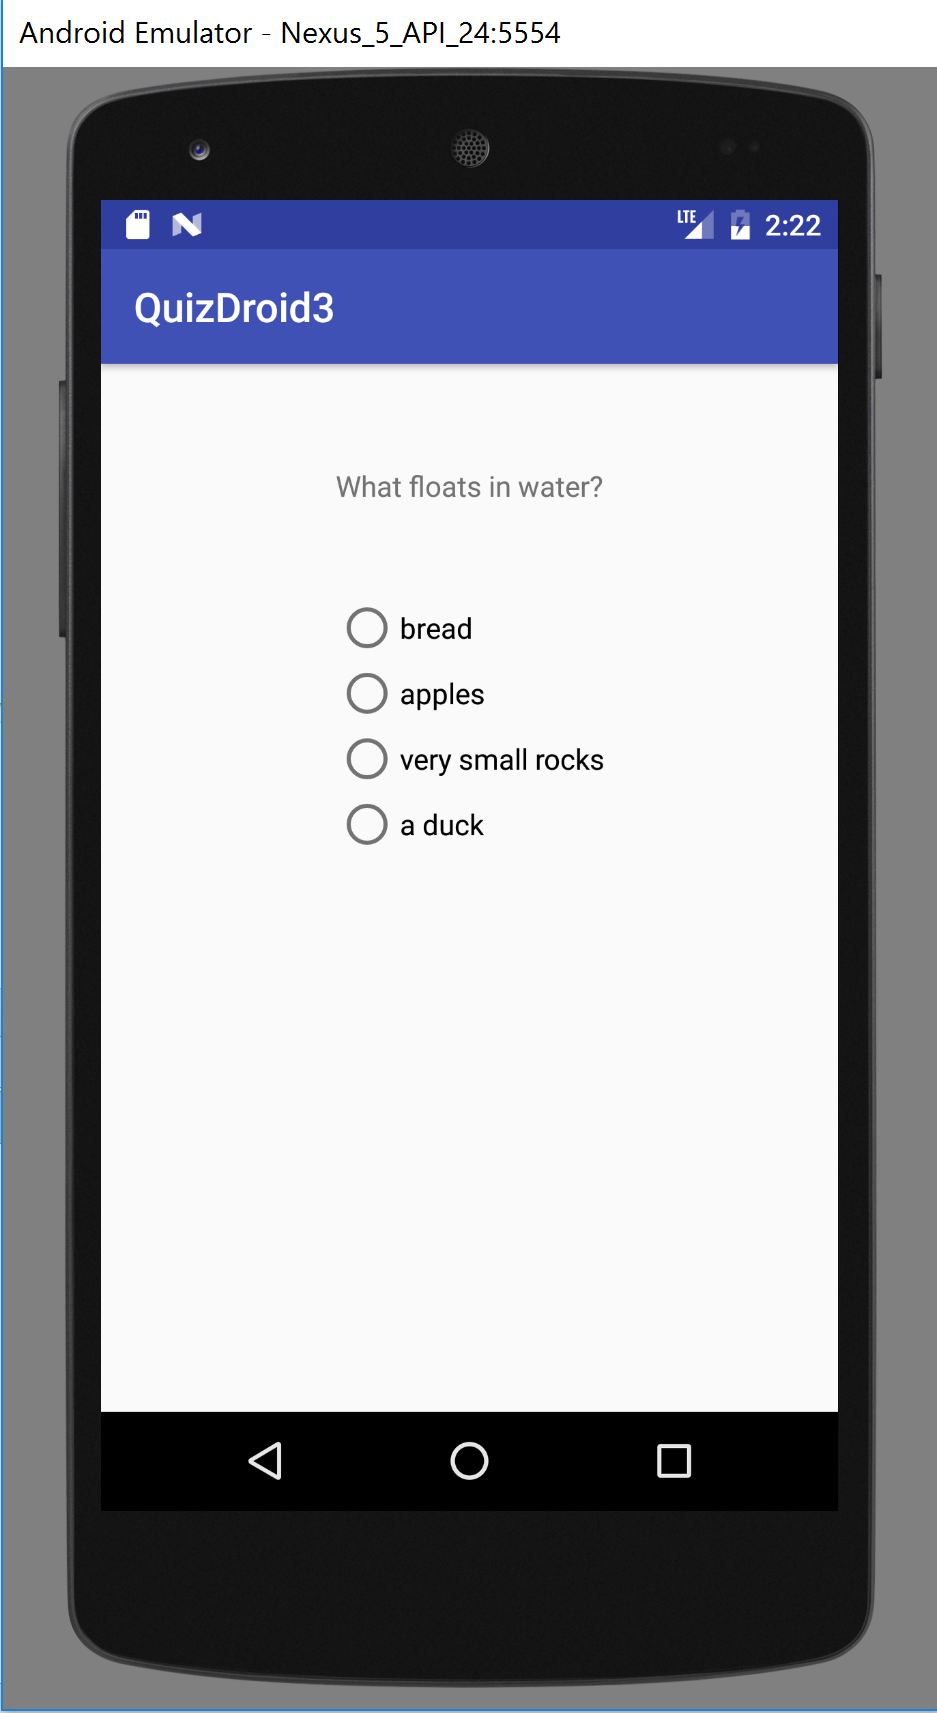 Android Emulator - Nexus_5_API_24:5554
LTE 2:22
QuizDroid3
What floats in water?
bread
apples
very small rocks
a duck